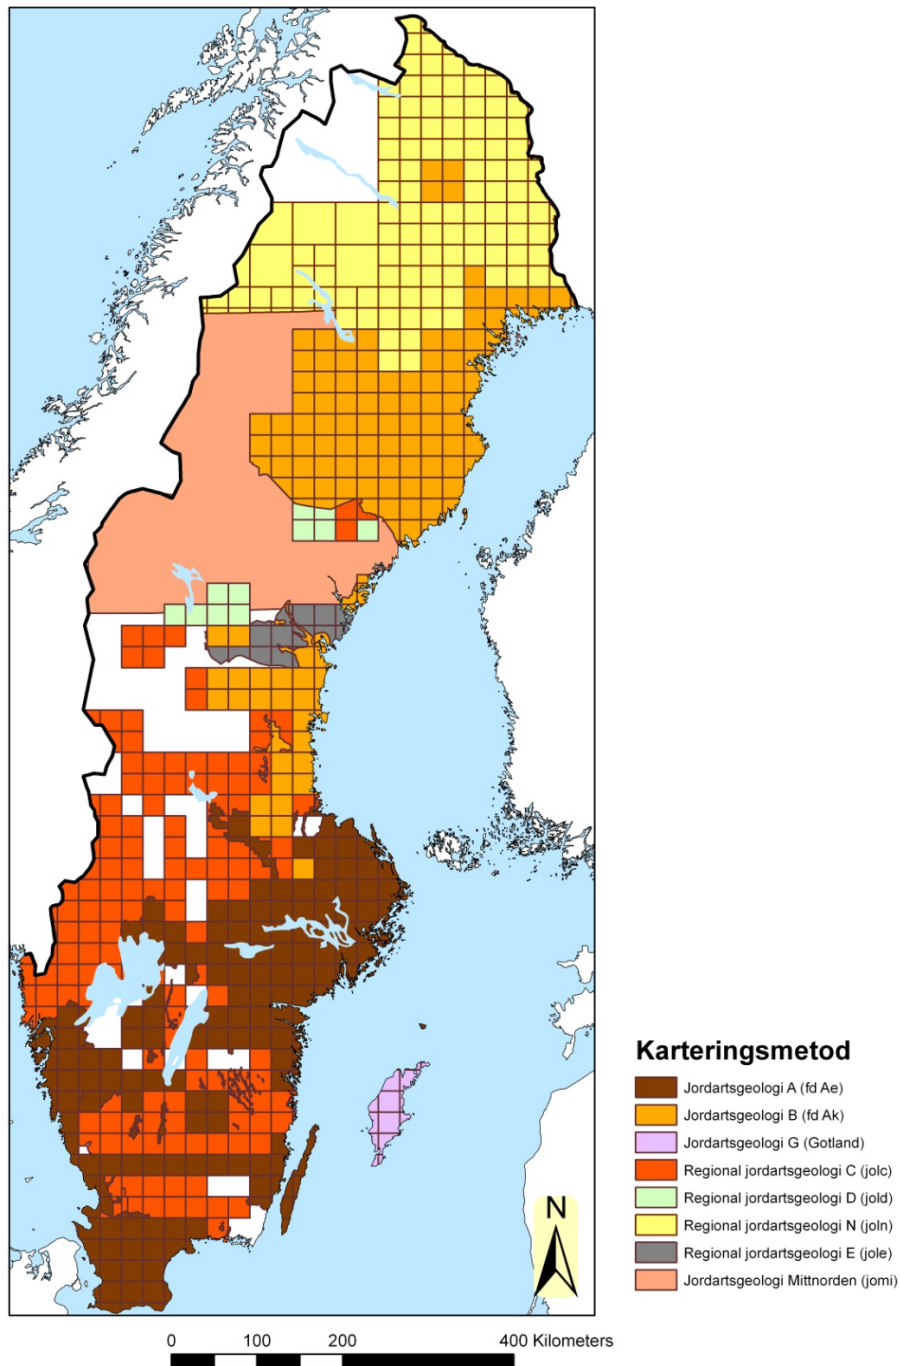 Karteringsmetod
Jordartsgeologi A (fd Ae)
Jordartsgeologi B (fd Ak)
Jordartsgeologi G (Gotland)
Regional jordartsgeologi C (jolc)
Regional jordartsgeologi D (jold)
Regional jordartsgeologi N (joln)
Regional jordartsgeologi E (jole)
Jordartsgeologi Mittnorden (jomi)
N
0 100 200 400 Kilometers